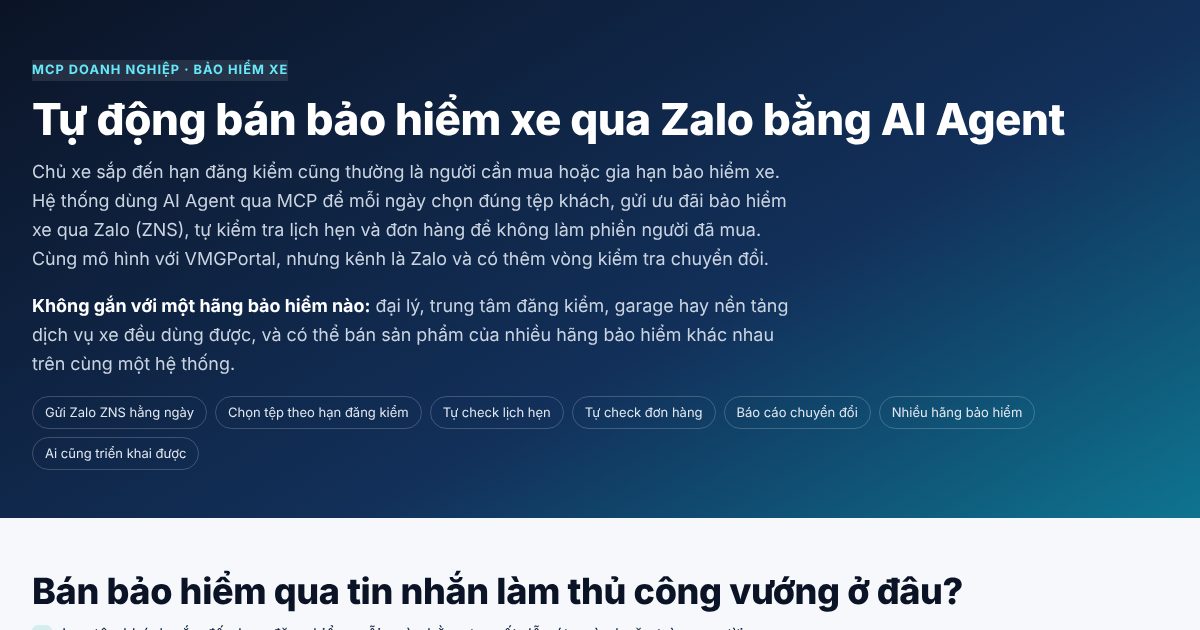 MCP DOANH NGHIỆP · BẢO HIỂM XE
Tự động bán bảo hiểm xe qua Zalo bằng AI Agent
Chủ xe sắp đến hạn đăng kiểm cũng thường là người cần mua hoặc gia hạn bảo hiểm xe.
Hệ thống dùng AI Agent qua MCP để mỗi ngày chọn đúng tệp khách, gửi ưu đãi bảo hiểm
xe qua Zalo (ZNS), tự kiểm tra lịch hẹn và đơn hàng để không làm phiền người đã mua.
Cùng mô hình với VMGPortal, nhưng kênh là Zalo và có thêm vòng kiểm tra chuyển đổi.
Không gắn với một hãng bảo hiểm nào: đại lý, trung tâm đăng kiểm, garage hay nền tảng
dịch vụ xe đều dùng được, và có thể bán sản phẩm của nhiều hãng bảo hiểm khác nhau
trên cùng một hệ thống.
Gửi Zalo ZNS hằng ngày
Chọn tệp theo hạn đăng kiểm
Tự check lịch hẹn
Tự check đơn hàng
Báo cáo chuyển đổi
Nhiều hãng bảo hiểm
Ai cũng triển khai được
Bán bảo hiểm qua tin nhắn làm thủ công vướng ở đâu?